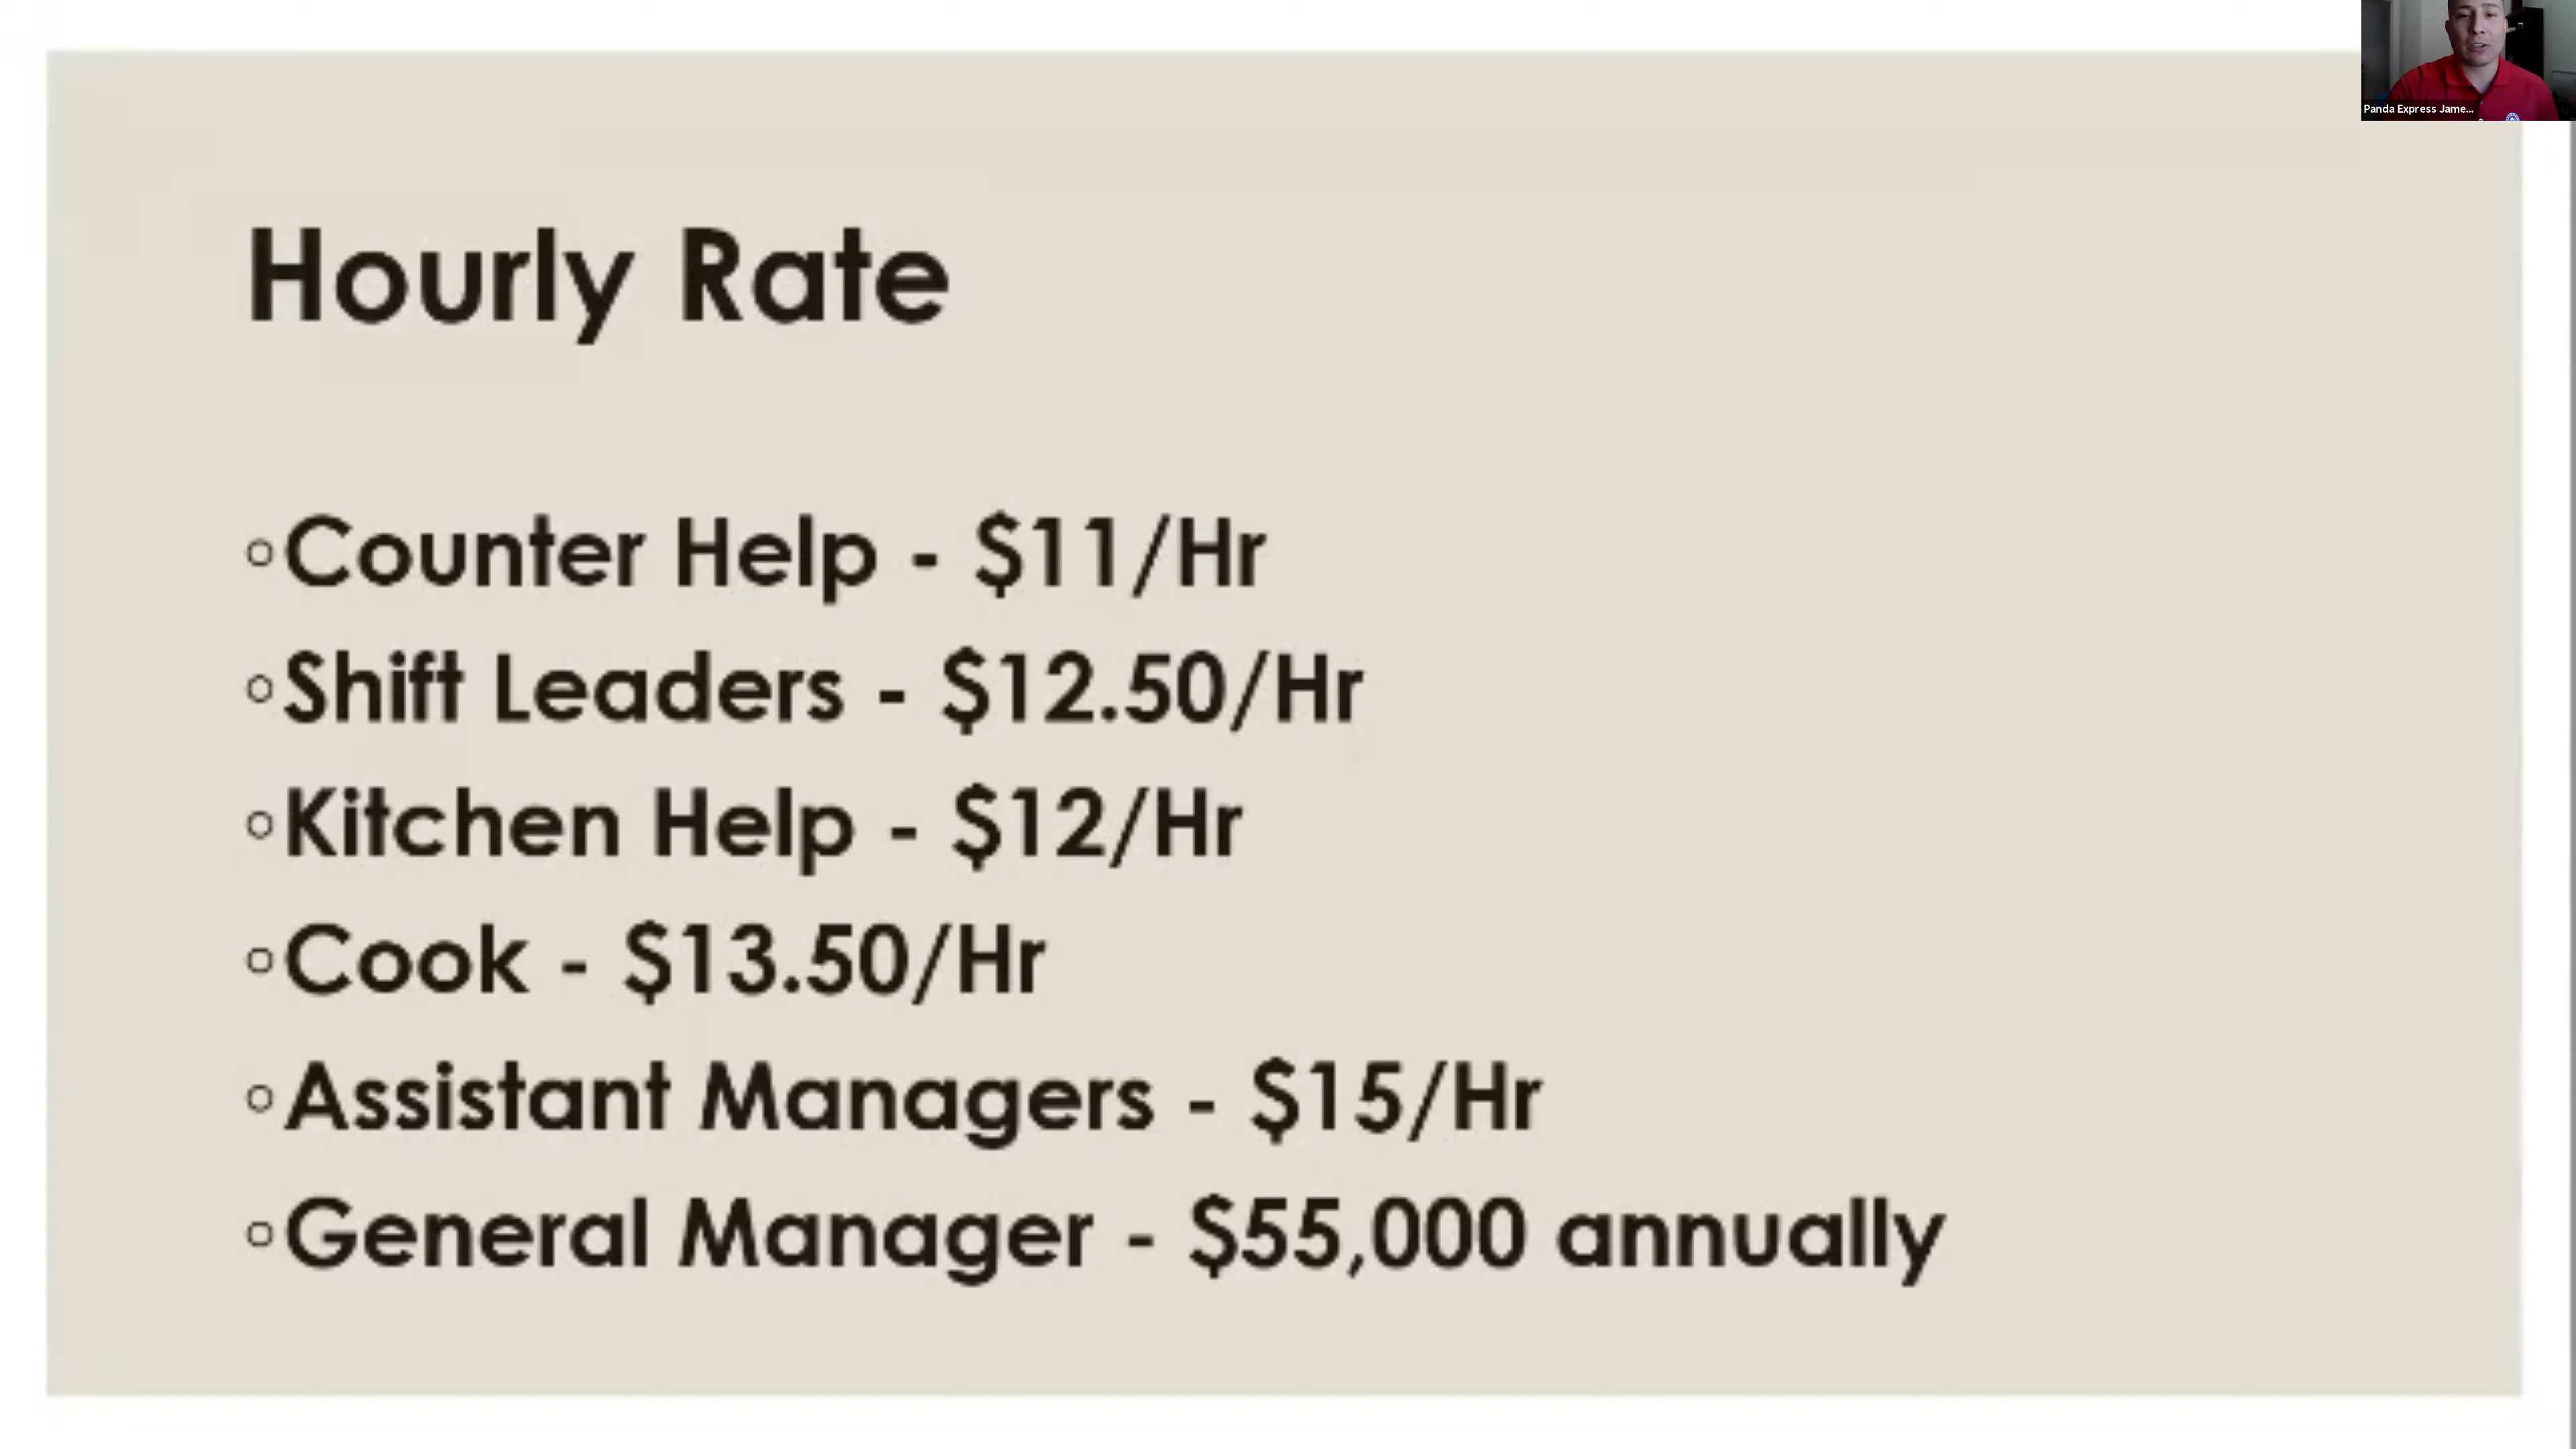 Panda Express Jame...
Hourly Rate
◦Counter Help - $11/Hr
◦Shift Leaders - $12.50/Hr
◦Kitchen Help - $12/Hr
◦Cook - $13.50/Hr
◦Assistant Managers - $15/Hr
◦General Manager - $55,000 annually